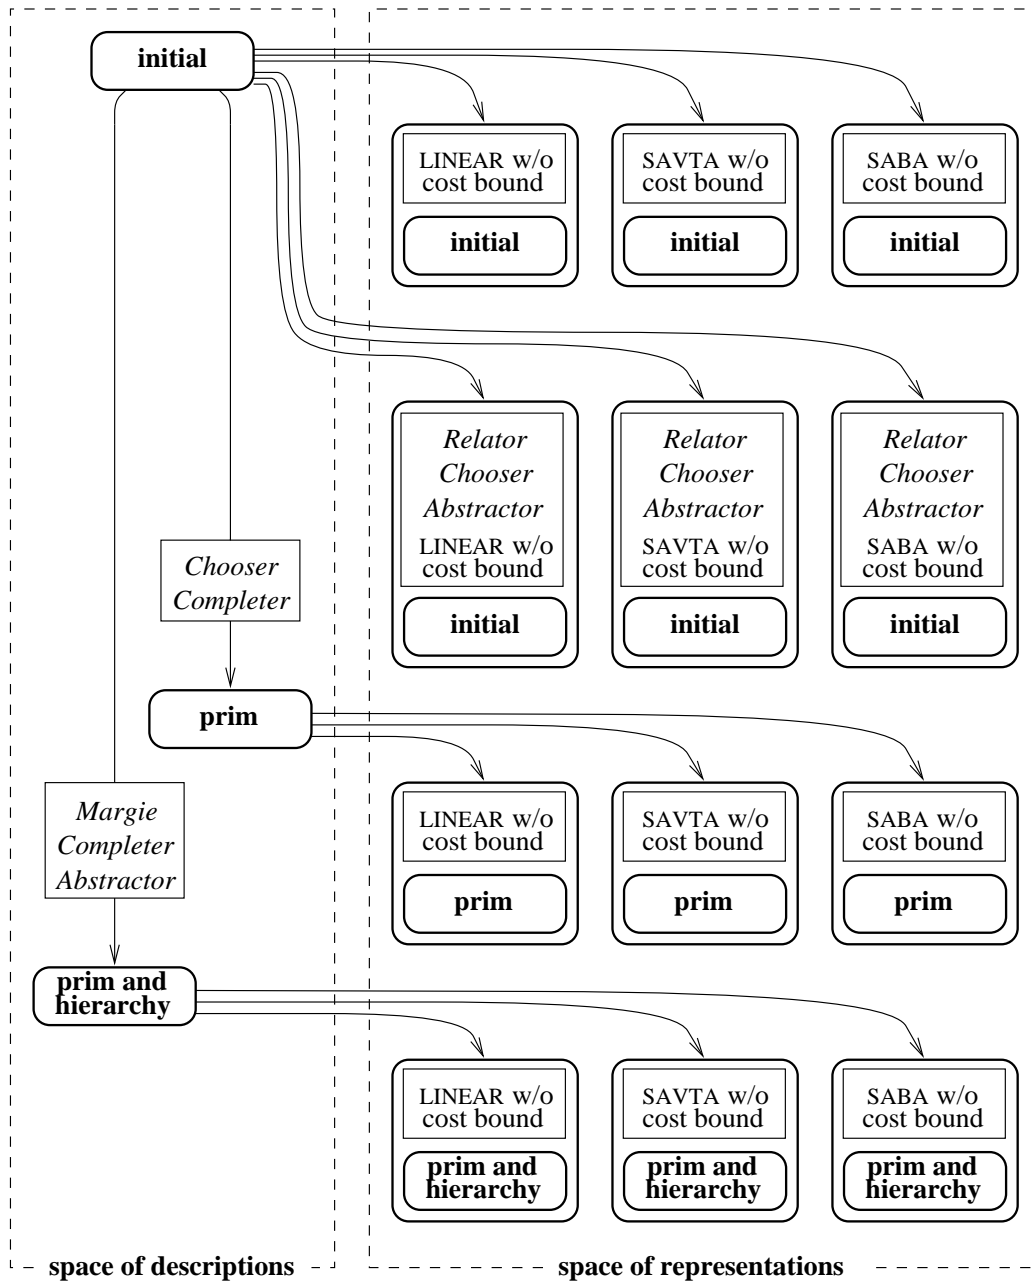 initial
LINEAR w/o
cost bound
initial
SAVTA w/o
cost bound
initial
SABA w/o
cost bound
initial
Relator
Chooser
Abstractor
LINEAR w/o
cost bound
initial
Relator
Chooser
Abstractor
SAVTA w/o
cost bound
initial
Relator
Chooser
Abstractor
SABA w/o
cost bound
initial
Chooser
Completer
prim
LINEAR w/o
cost bound
prim
SAVTA w/o
cost bound
prim
SABA w/o
cost bound
prim
Margie
Completer
Abstractor
prim and
hierarchy
LINEAR w/o
cost bound
prim and
hierarchy
SAVTA w/o
cost bound
prim and
hierarchy
SABA w/o
cost bound
prim and
hierarchy
space of descriptions
space of representations